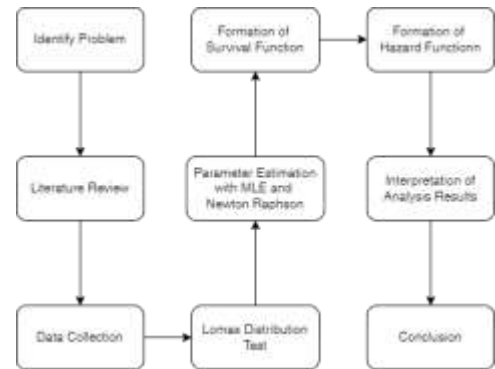 Identify Problem
Literature Review
Data Collection
Lomax Distribution
Test
Parameter Estimation
with MLE and
Newton Raphson
Formation of
Survival Function
Formation of
Hazard Functionn
Interpretation of
Analysis Results
Conclusion